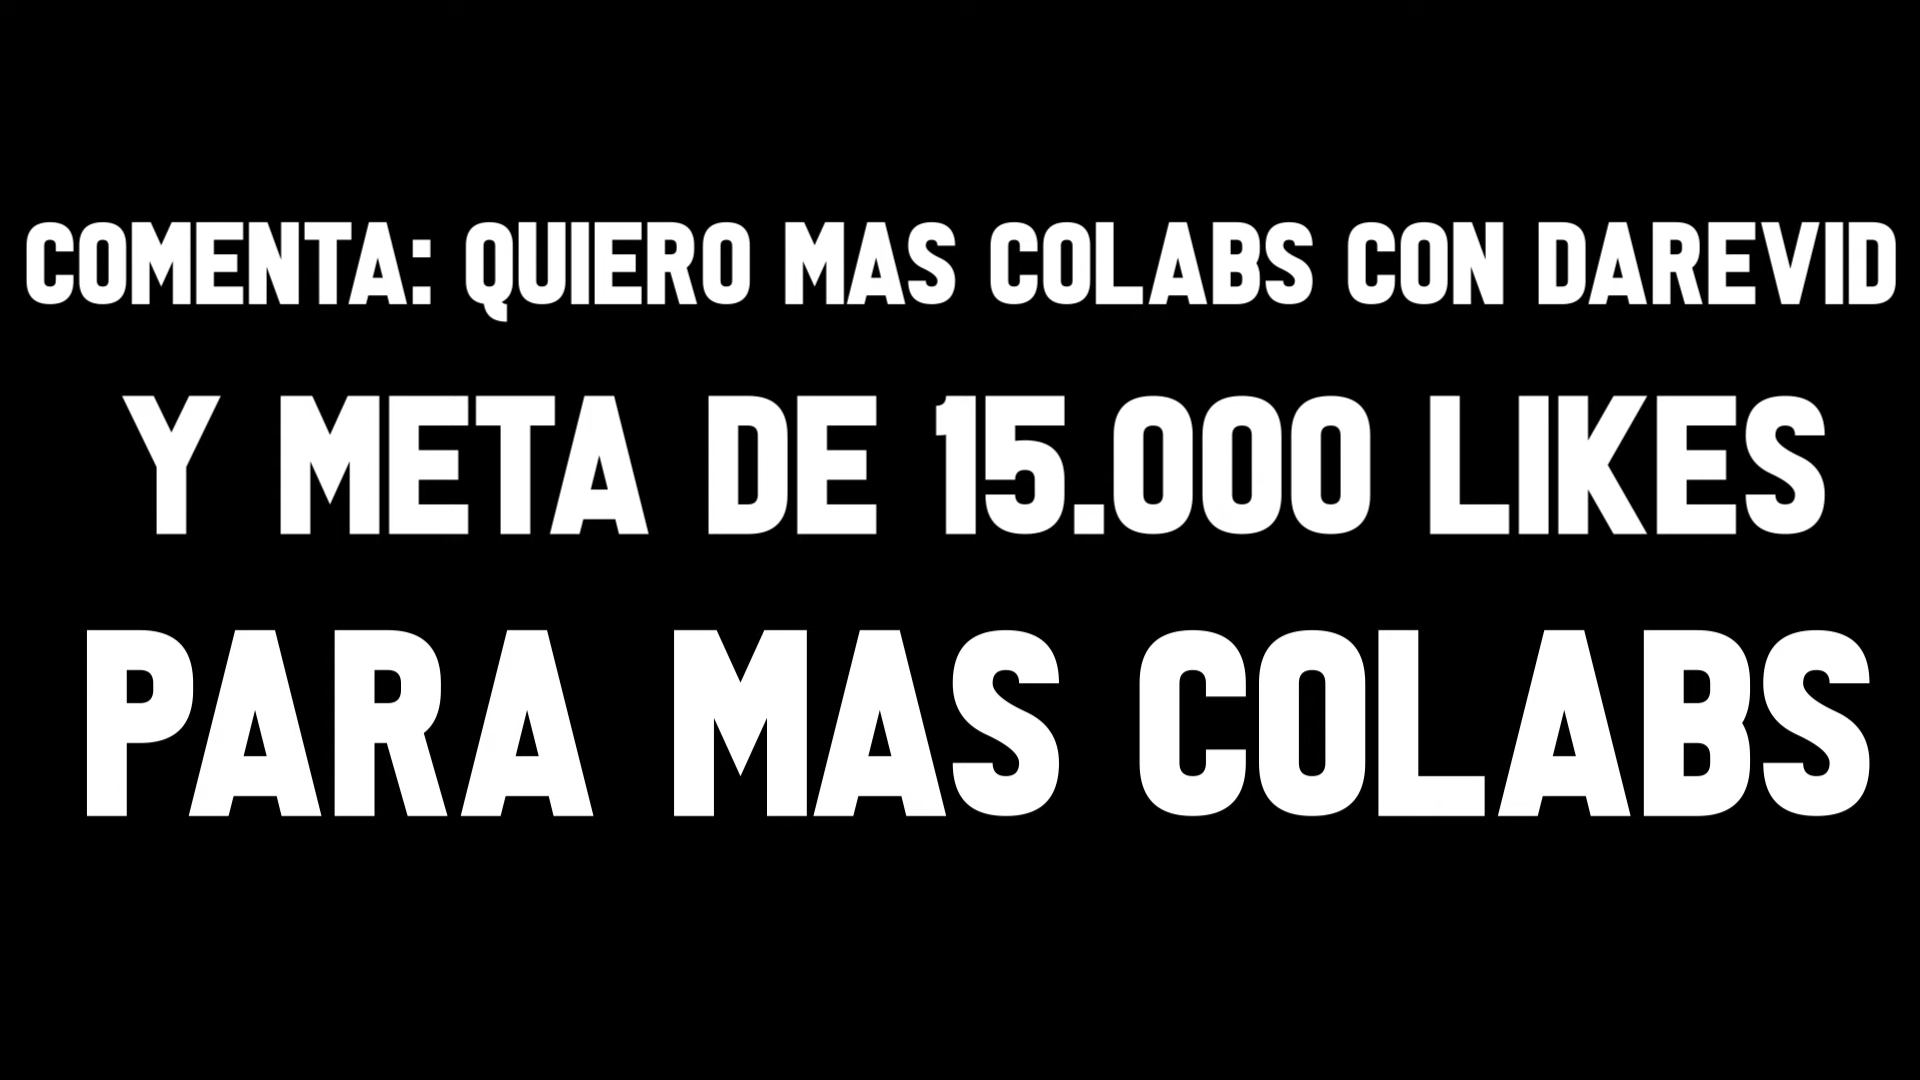 COMENTA: QUIERO MAS COLABS CON DAREVID
Y META DE 15.000 LIKES
PARA MAS COLABS